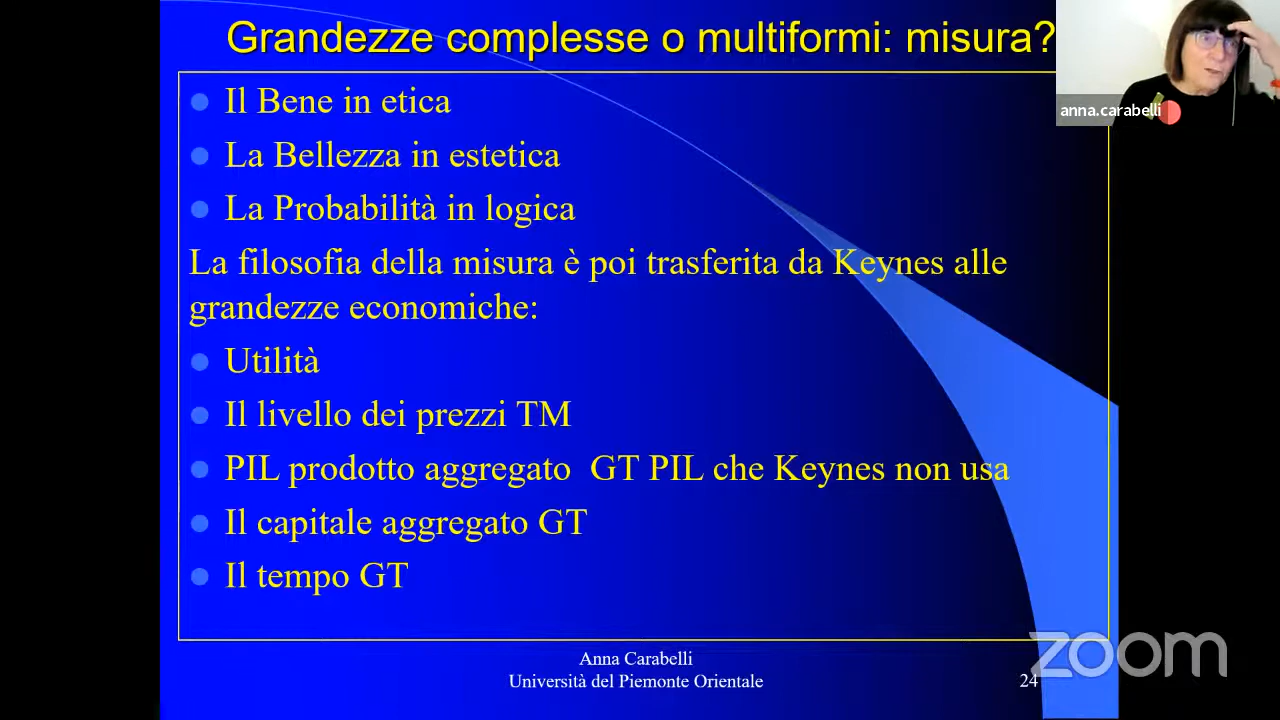 Grandezze complesse o multiformi: misura?
anna.carabelli
Il Bene in etica
La Bellezza in estetica
La Probabilità in logica
La filosofia della misura è poi trasferita da Keynes alle
grandezze economiche:
Utilità
Il livello dei prezzi TM
PIL prodotto aggregato  GT PIL che Keynes non usa
Il capitale aggregato GT
Il tempo GT
Anna Carabelli
Università del Piemonte Orientale
24
zoom